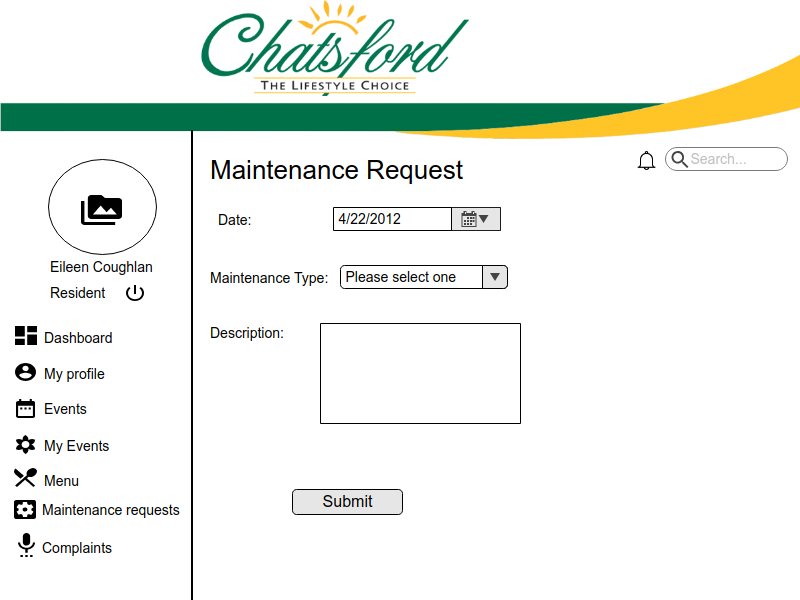 Chatsford
THE LIFESTYLE CHOICE
Maintenance Request
Search...
Date:
4/22/2012
Eileen Coughlan
Resident
Maintenance Type:
Please select one
Description:
Dashboard
My profile
Events
My Events
Menu
Maintenance requests
Complaints
Submit